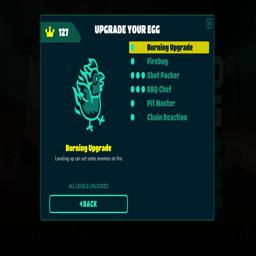 127
UPGRADE YOUR EGG
Burning Upgrade
Firebug
Shot Packer
BBQ Chef
Pit Master
Chain Reaction
Burning Upgrade
Leveling up can set some enemies on fire.
ALL LEVELS UNLOCKED
BACK